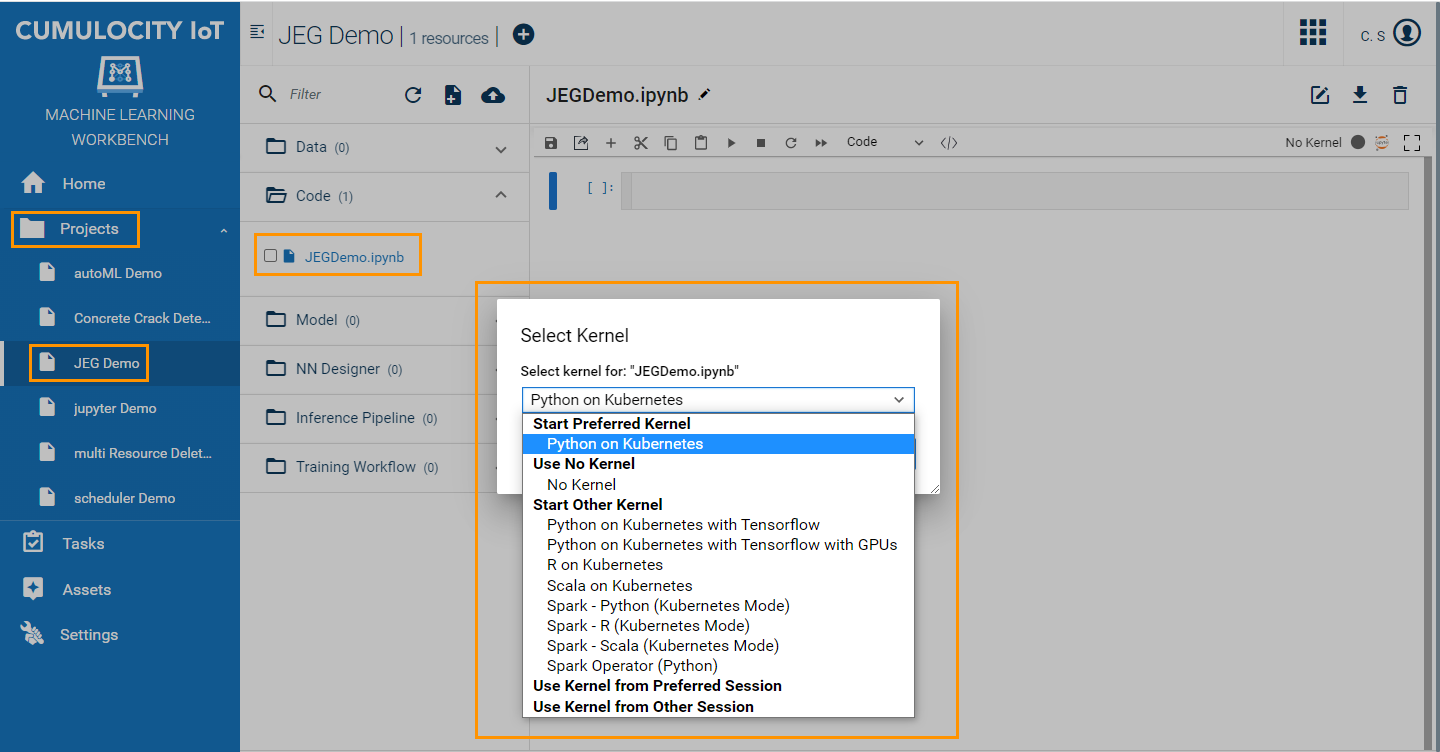 CUMULOCITY IoT
MACHINE LEARNING
WORKBENCH
Home
Projects
autoML Demo
Concrete Crack Dete...
JEG Demo
jupyter Demo
multi Resource Delet...
scheduler Demo
Tasks
Assets
Settings
JEG Demo | 1 resources |
C. S
Filter
Data (0)
Code (1)
JEGDemo.ipynb
Model (0)
NN Designer (0)
Inference Pipeline (0)
Training Workflow (0)
JEGDemo.ipynb
Code
No Kernel
[ ]:
Select Kernel
Select kernel for: "JEGDemo.ipynb"
Python on Kubernetes
Start Preferred Kernel
Python on Kubernetes
Use No Kernel
No Kernel
Start Other Kernel
Python on Kubernetes with Tensorflow
Python on Kubernetes with Tensorflow with GPUs
R on Kubernetes
Scala on Kubernetes
Spark - Python (Kubernetes Mode)
Spark - R (Kubernetes Mode)
Spark - Scala (Kubernetes Mode)
Spark Operator (Python)
Use Kernel from Preferred Session
Use Kernel from Other Session